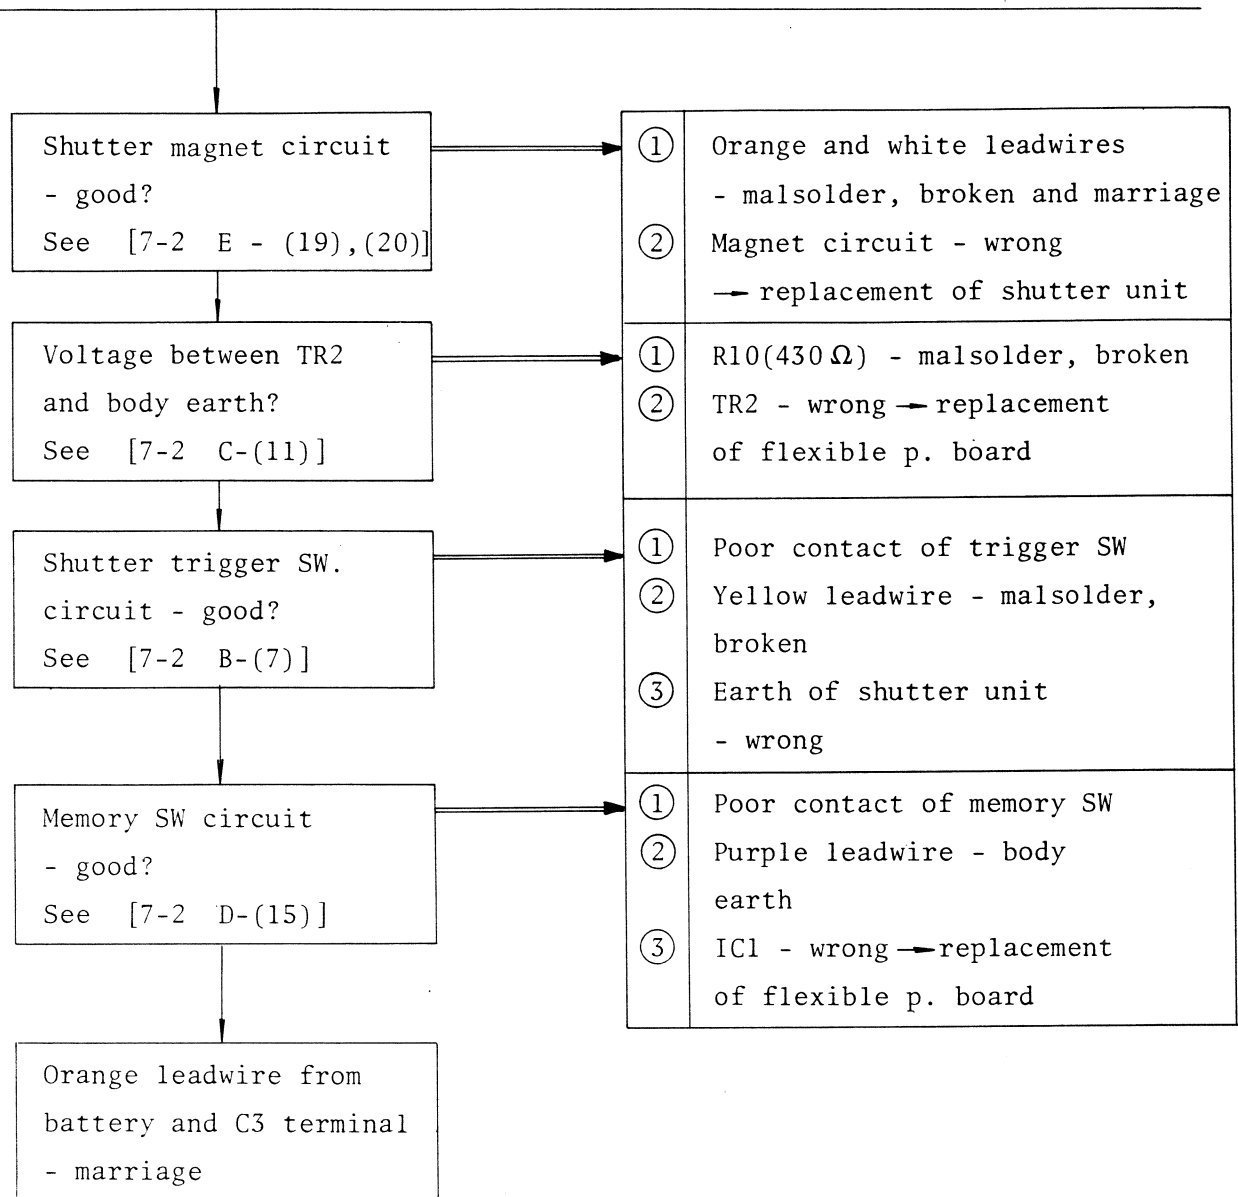 Shutter magnet circuit
- good?
See [7-2 E - (19),(20)]
① Orange and white leadwires
- malsolder, broken and marriage
② Magnet circuit - wrong
→ replacement of shutter unit
Voltage between TR2
and body earth?
See [7-2 C-(11)]
① R10(430Ω) - malsolder, broken
② TR2 - wrong → replacement
of flexible p. board
Shutter trigger SW.
circuit - good?
See [7-2 B-(7)]
① Poor contact of trigger SW
② Yellow leadwire - malsolder,
broken
③ Earth of shutter unit
- wrong
Memory SW circuit
- good?
See [7-2 D-(15)]
① Poor contact of memory SW
② Purple leadwire - body
earth
③ IC1 - wrong → replacement
of flexible p. board
Orange leadwire from
battery and C3 terminal
- marriage